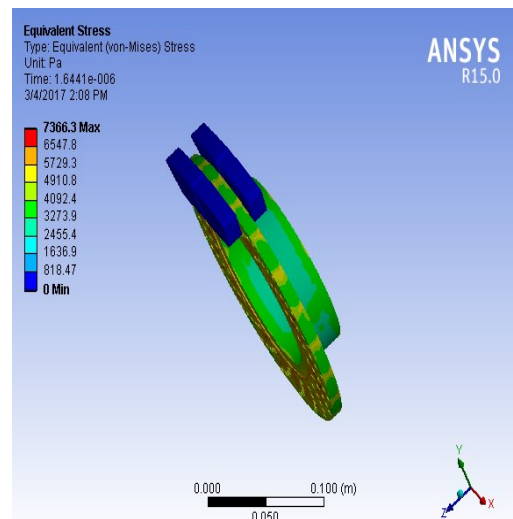 Equivalent Stress
Type: Equivalent (von-Mises) Stress
Unit: Pa
Time: 1.6441e-006
3/4/2017 2:08 PM
ANSYS
R15.0
7366.3 Max
6547.8
5729.3
4910.8
4092.4
3273.9
2455.4
1636.9
818.47
0 Min
0.000
0.100 (m)
0.050
Y
Z
X